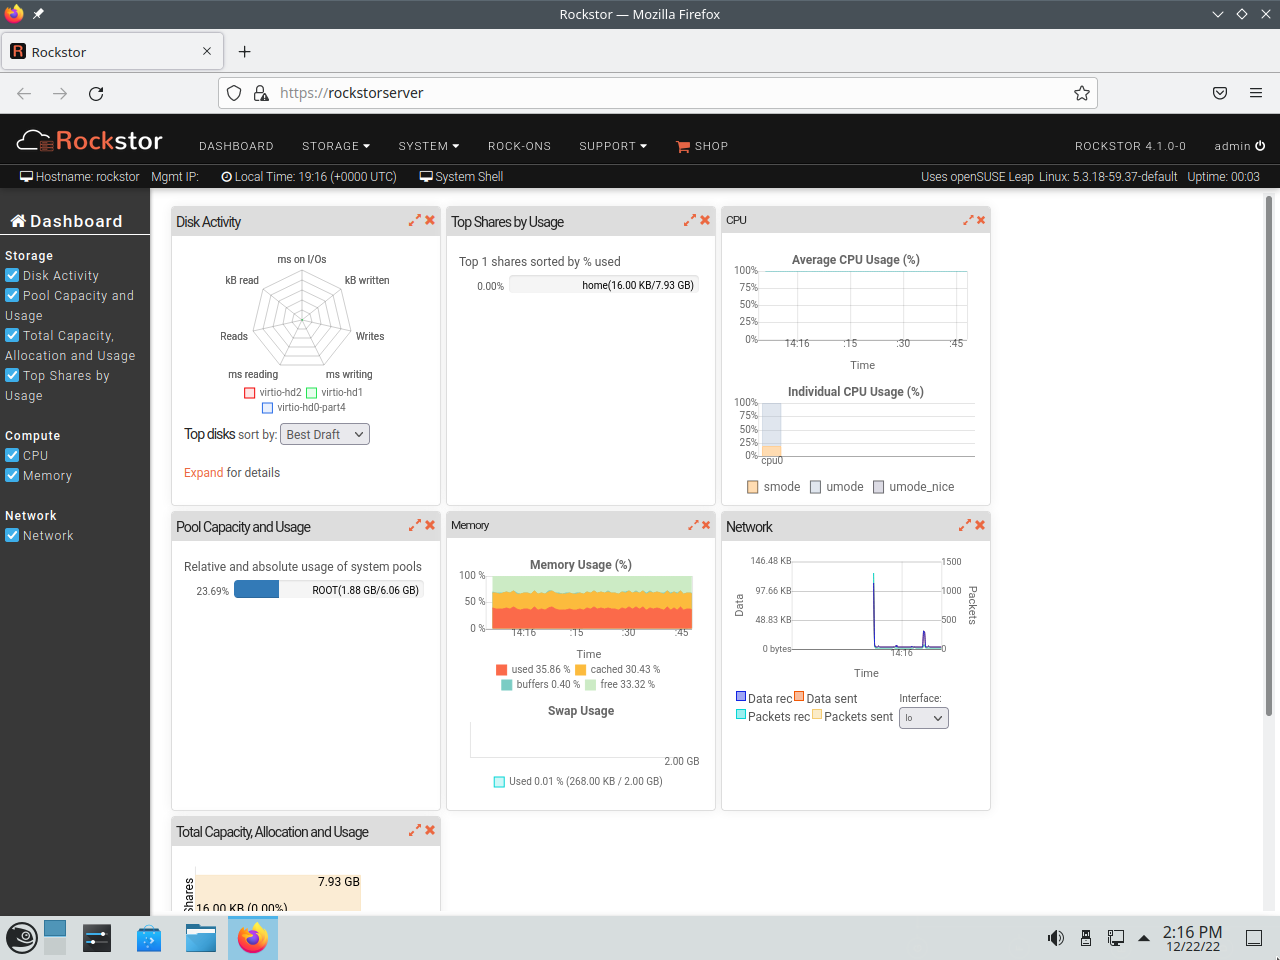 Rockstor — Mozilla Firefox
Rockstor
https://rockstorserver
Rockstor
DASHBOARD STORAGE SYSTEM ROCK-ONS SUPPORT SHOP ROCKSTOR 4.1.0-0 admin
Hostname: rockstor Mgmt IP: Local Time: 19:16 (+0000 UTC) System Shell Uses openSUSE Leap Linux: 5.3.18-59.37-default Uptime: 00:03
Dashboard
Storage
Disk Activity
Pool Capacity and
Usage
Total Capacity,
Allocation and Usage
Top Shares by
Usage
Compute
CPU
Memory
Network
Network
Disk Activity
ms on I/Os
kB read
kB written
Reads
Writes
ms reading
ms writing
virtio-hd2 virtio-hd1
virtio-hd0-part4
Top disks sort by: Best Draft
Expand for details
Top Shares by Usage
Top 1 shares sorted by % used
0.00% home(16.00 KB/7.93 GB)
CPU
Average CPU Usage (%)
100%
75%
50%
25%
0%
14:16 :15 :30 :45
Time
Individual CPU Usage (%)
100%
75%
50%
25%
0%
cpu0
smode umode umode_nice
Pool Capacity and Usage
Relative and absolute usage of system pools
23.69% ROOT(1.88 GB/6.06 GB)
Memory
Memory Usage (%)
100 %
50 %
0 %
14:16 :15 :30 :45
Time
used 35.86 % cached 30.43 %
buffers 0.40 % free 33.32 %
Swap Usage
2.00 GB
Used 0.01 % (268.00 KB / 2.00 GB)
Network
146.48 KB 1500
97.66 KB 1000
48.83 KB 500
0 bytes 0
Data
Packets
14:16
Time
Data rec Data sent
Packets rec Packets sent
Interface:
lo
Total Capacity, Allocation and Usage
Shares
7.93 GB
16.00 KB (0.00%)
2:16 PM
12/22/22